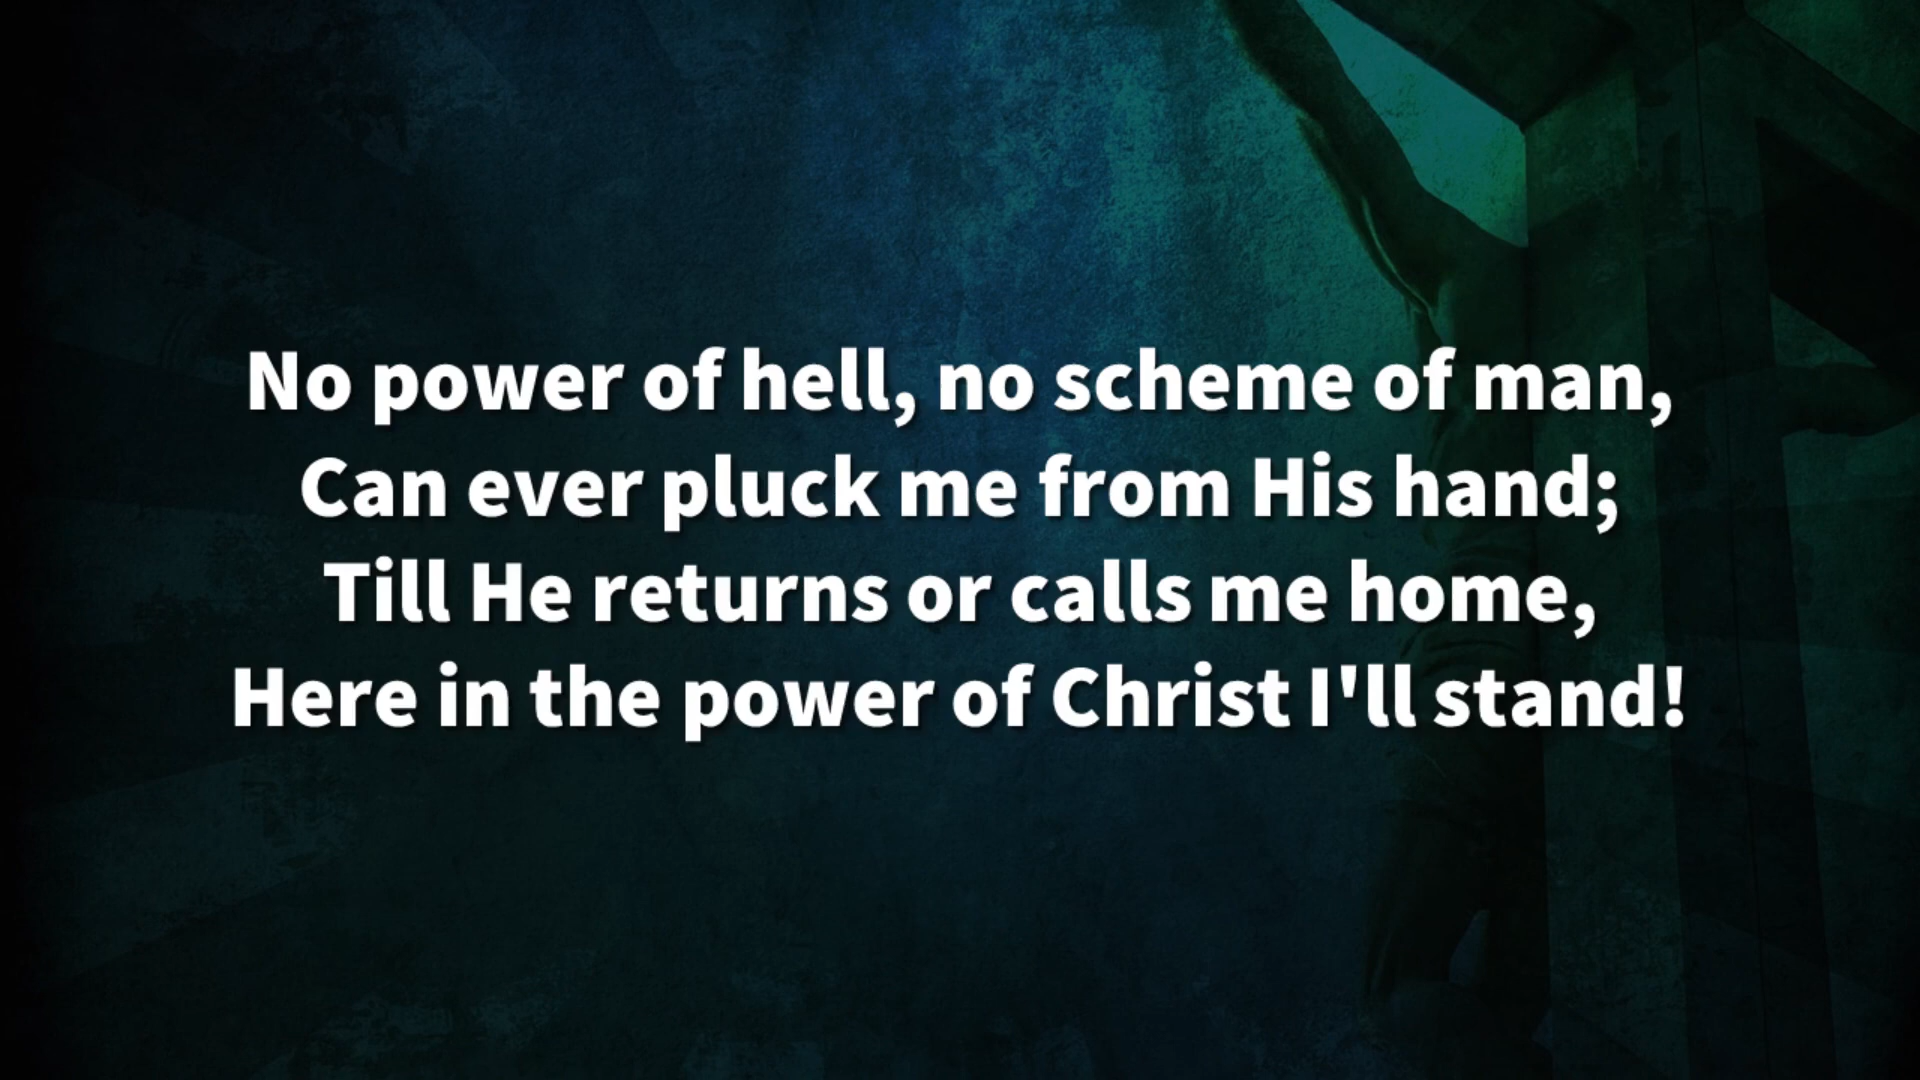 No power of hell, no scheme of man,
Can ever pluck me from His hand;
Till He returns or calls me home,
Here in the power of Christ I'll stand!